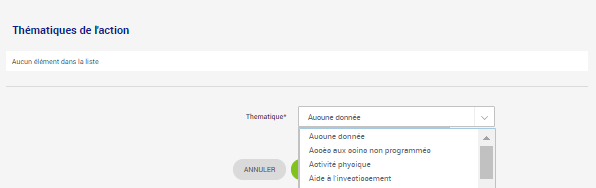 Thématiques de l'action
Aucun élément dans la liste
Thematique*
Aucune donnée
Aucune donnée
Accès aux soins non programmés
Activité physique
Aide à l'investissement
ANNULER